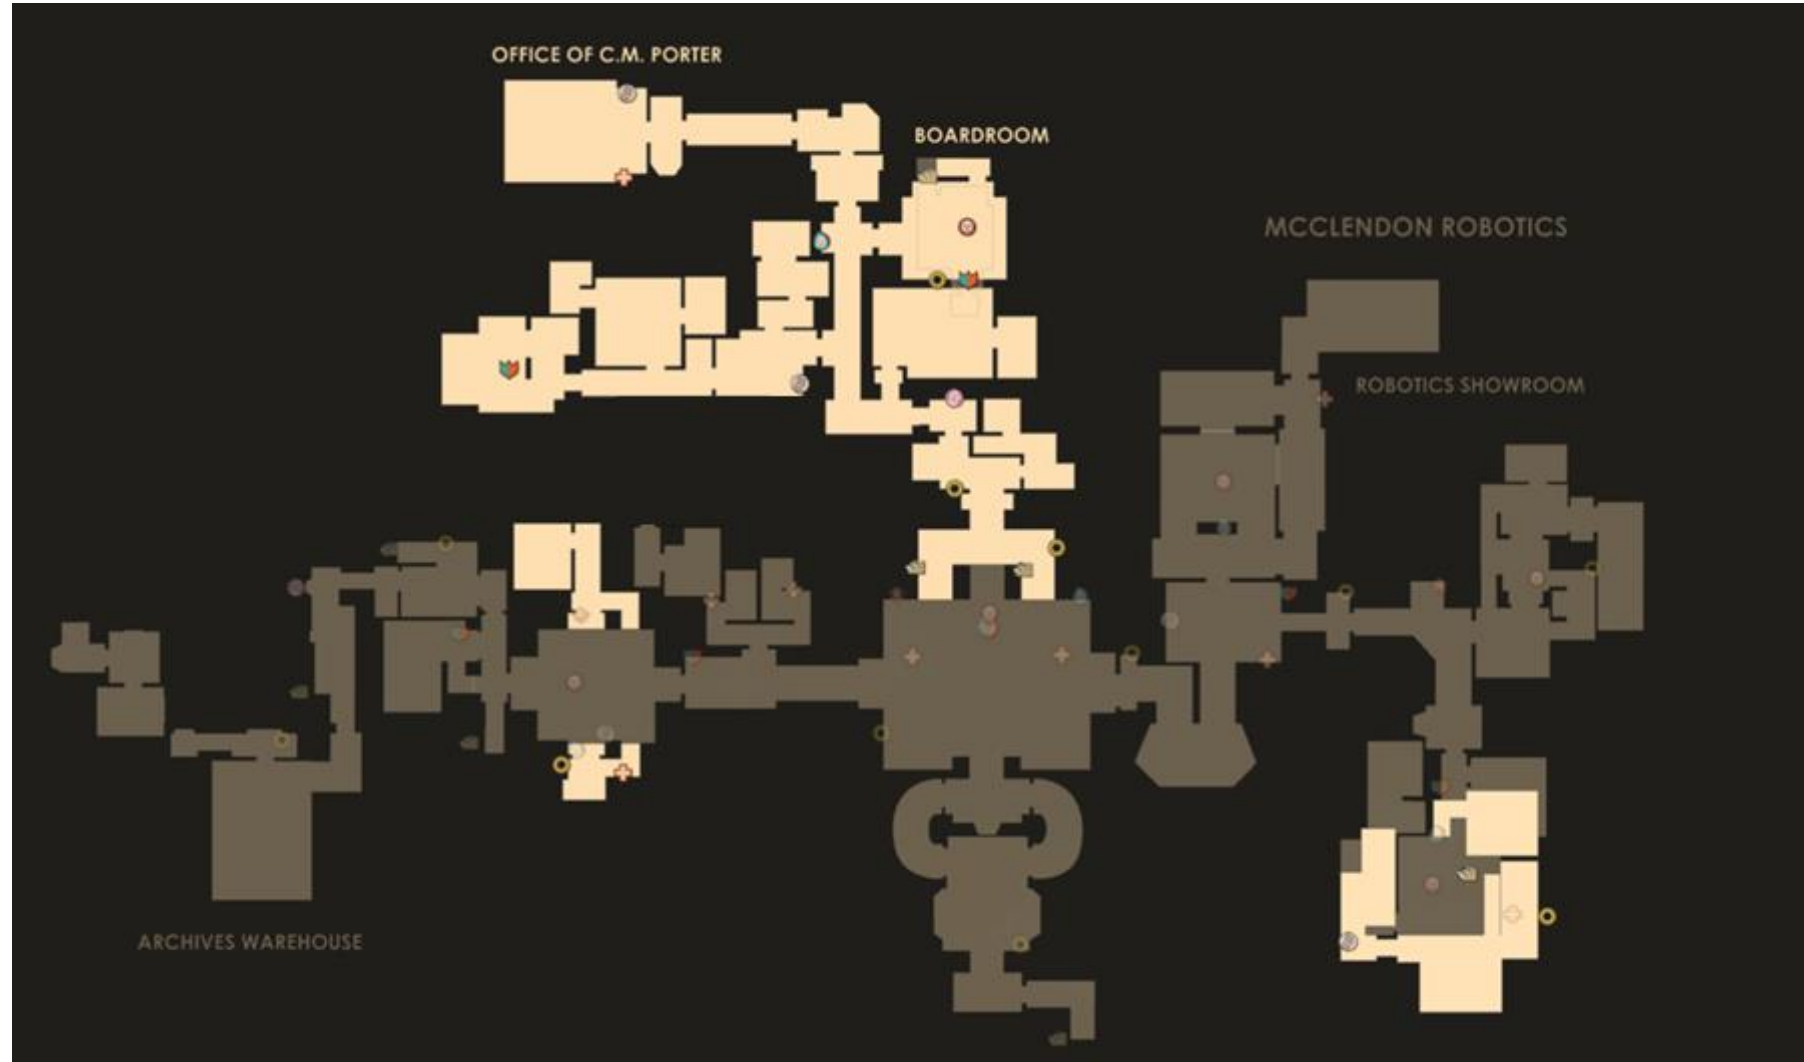 OFFICE OF C.M. PORTER
BOARDROOM
MCCLENDON ROBOTICS
ROBOTICS SHOWROOM
ARCHIVES WAREHOUSE